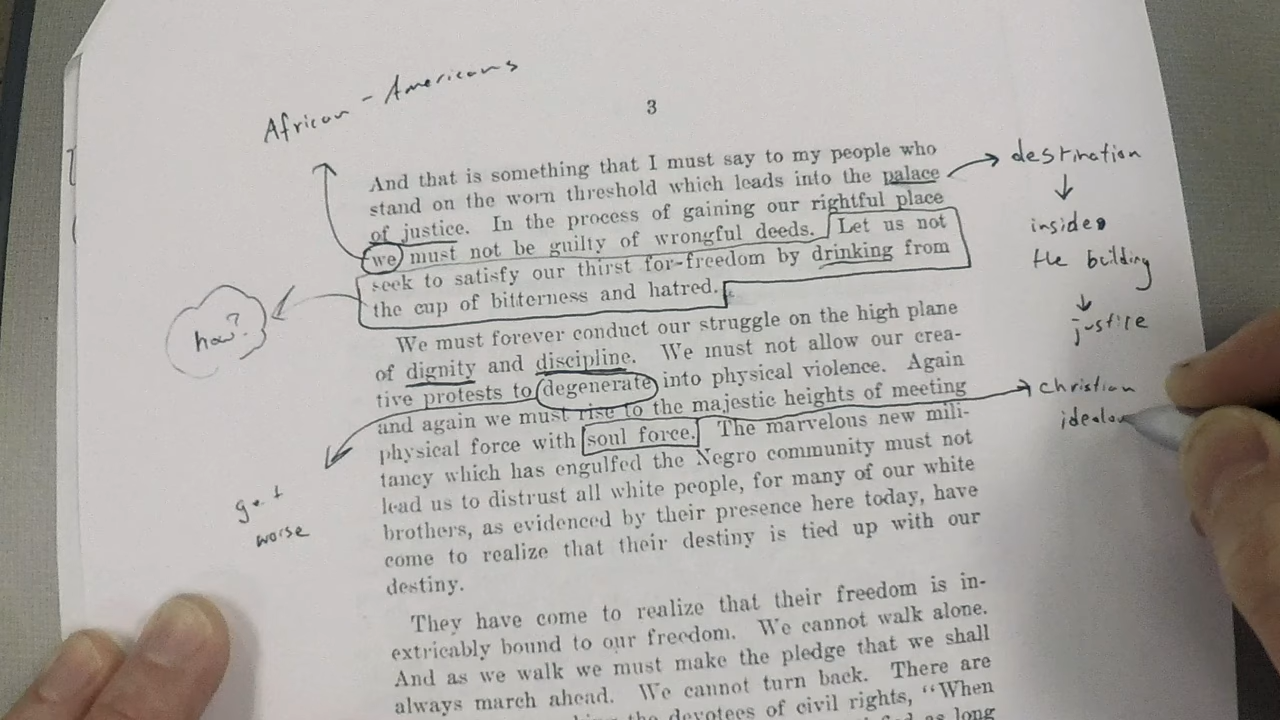 African-Americans
3
And that is something that I must say to my people who
stand on the worn threshold which leads into the palace
of justice. In the process of gaining our rightful place
we must not be guilty of wrongful deeds. Let us not
seek to satisfy our thirst for-freedom by drinking from
the cup of bitterness and hatred.
destination
inside
the building
justice
how?
We must forever conduct our struggle on the high plane
of dignity and discipline. We must not allow our crea-
tive protests to degenerate into physical violence. Again
and again we must rise to the majestic heights of meeting
physical force with soul force. The marvelous new mili-
tancy which has engulfed the Negro community must not
lead us to distrust all white people, for many of our white
brothers, as evidenced by their presence here today, have
come to realize that their destiny is tied up with our
destiny.
christian
get
worse
They have come to realize that their freedom is in-
extricably bound to our freedom. We cannot walk alone.
And as we walk we must make the pledge that we shall
always march ahead. We cannot turn back. There are
the devotees of civil rights, "When
as long